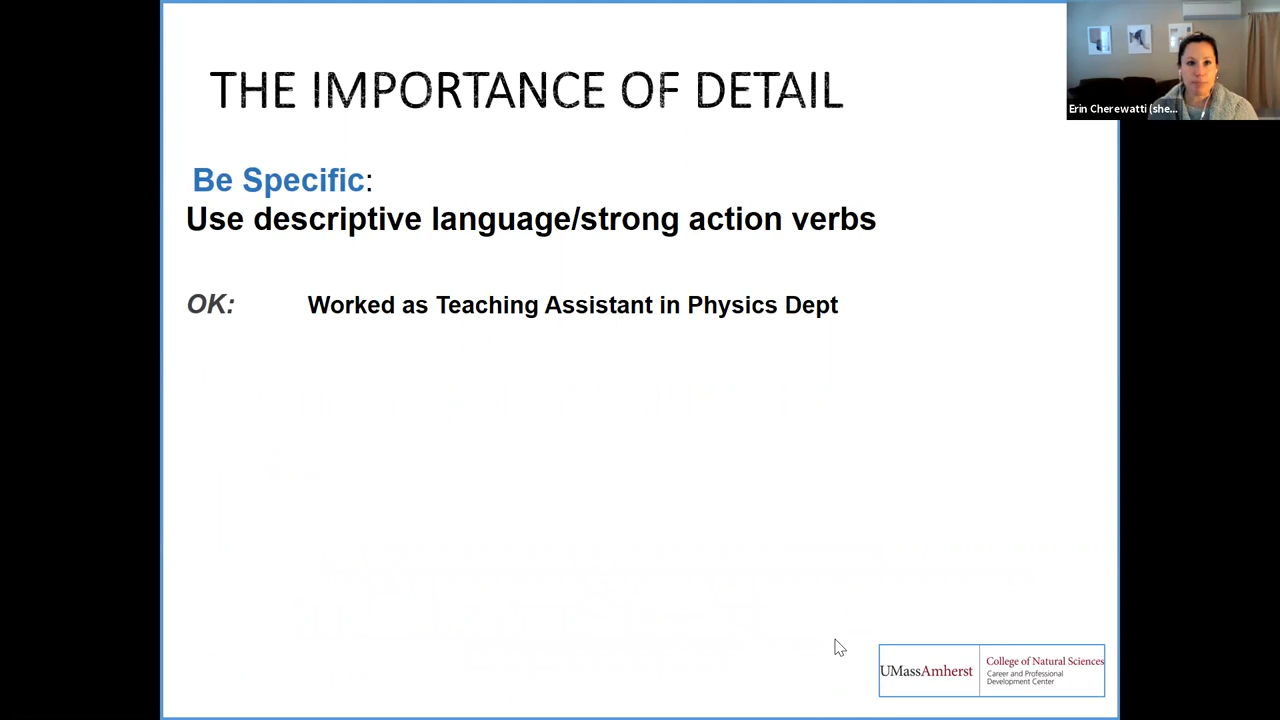 THE IMPORTANCE OF DETAIL
Erin Cherewatti (she...
Be Specific:
Use descriptive language/strong action verbs
OK: Worked as Teaching Assistant in Physics Dept
UMassAmherst
College of Natural Sciences
Career and Professional
Development Center